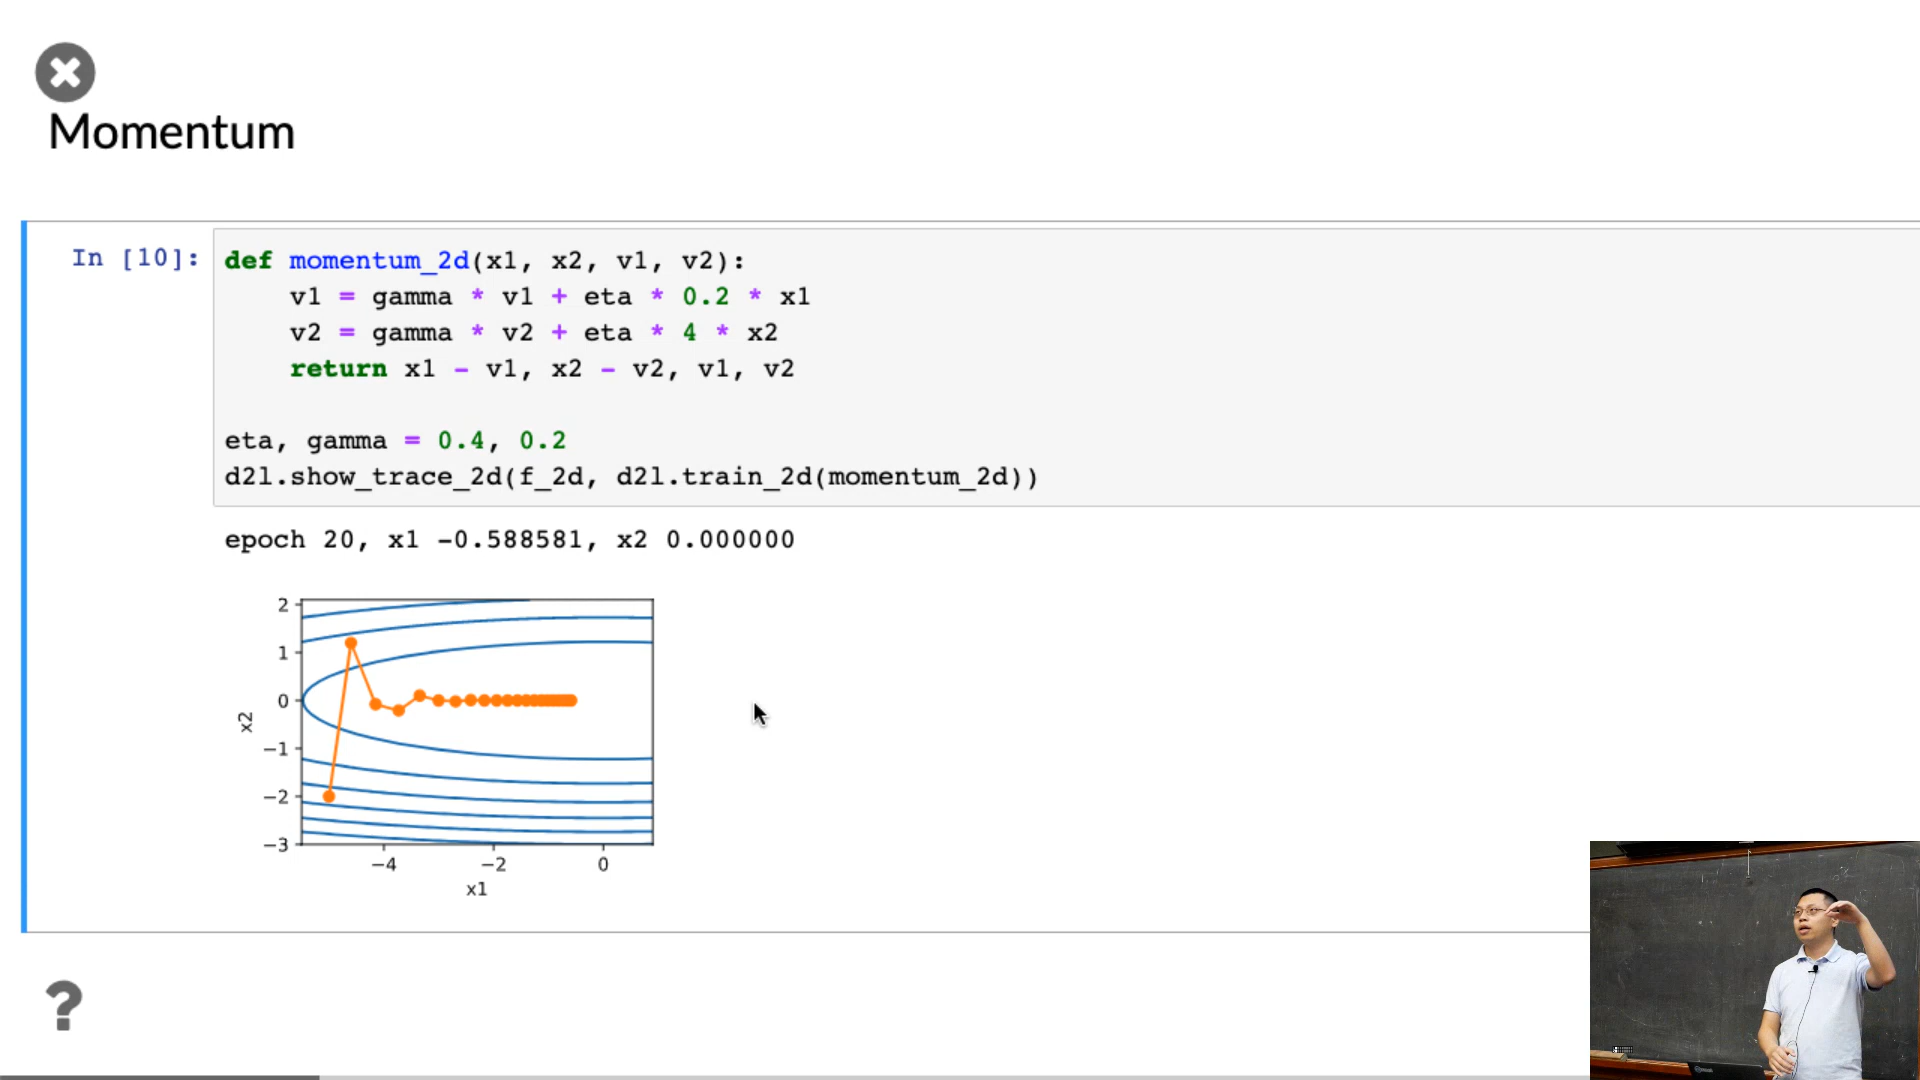 Momentum
In [10]:
def momentum_2d(x1, x2, v1, v2):
    v1 = gamma * v1 + eta * 0.2 * x1
    v2 = gamma * v2 + eta * 4 * x2
    return x1 - v1, x2 - v2, v1, v2
eta, gamma = 0.4, 0.2
d2l.show_trace_2d(f_2d, d2l.train_2d(momentum_2d))
epoch 20, x1 -0.588581, x2 0.000000
2
1
0
−1
−2
−3
x2
−4 −2 0
x1
?